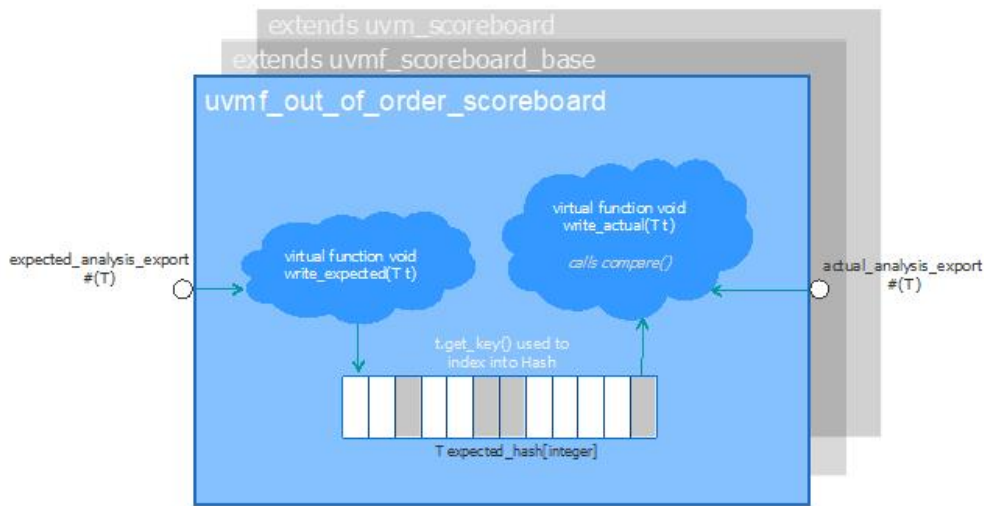 extends uvm_scoreboard
extends uvmf_scoreboard_base
uvmf_out_of_order_scoreboard
virtual function void
write_actual(T t)
calls compare()
virtual function void
write_expected(T t)
expected_analysis_export
#(T)
actual_analysis_export
#(T)
t.get_key() used to
index into Hash
T expected_hash[integer]